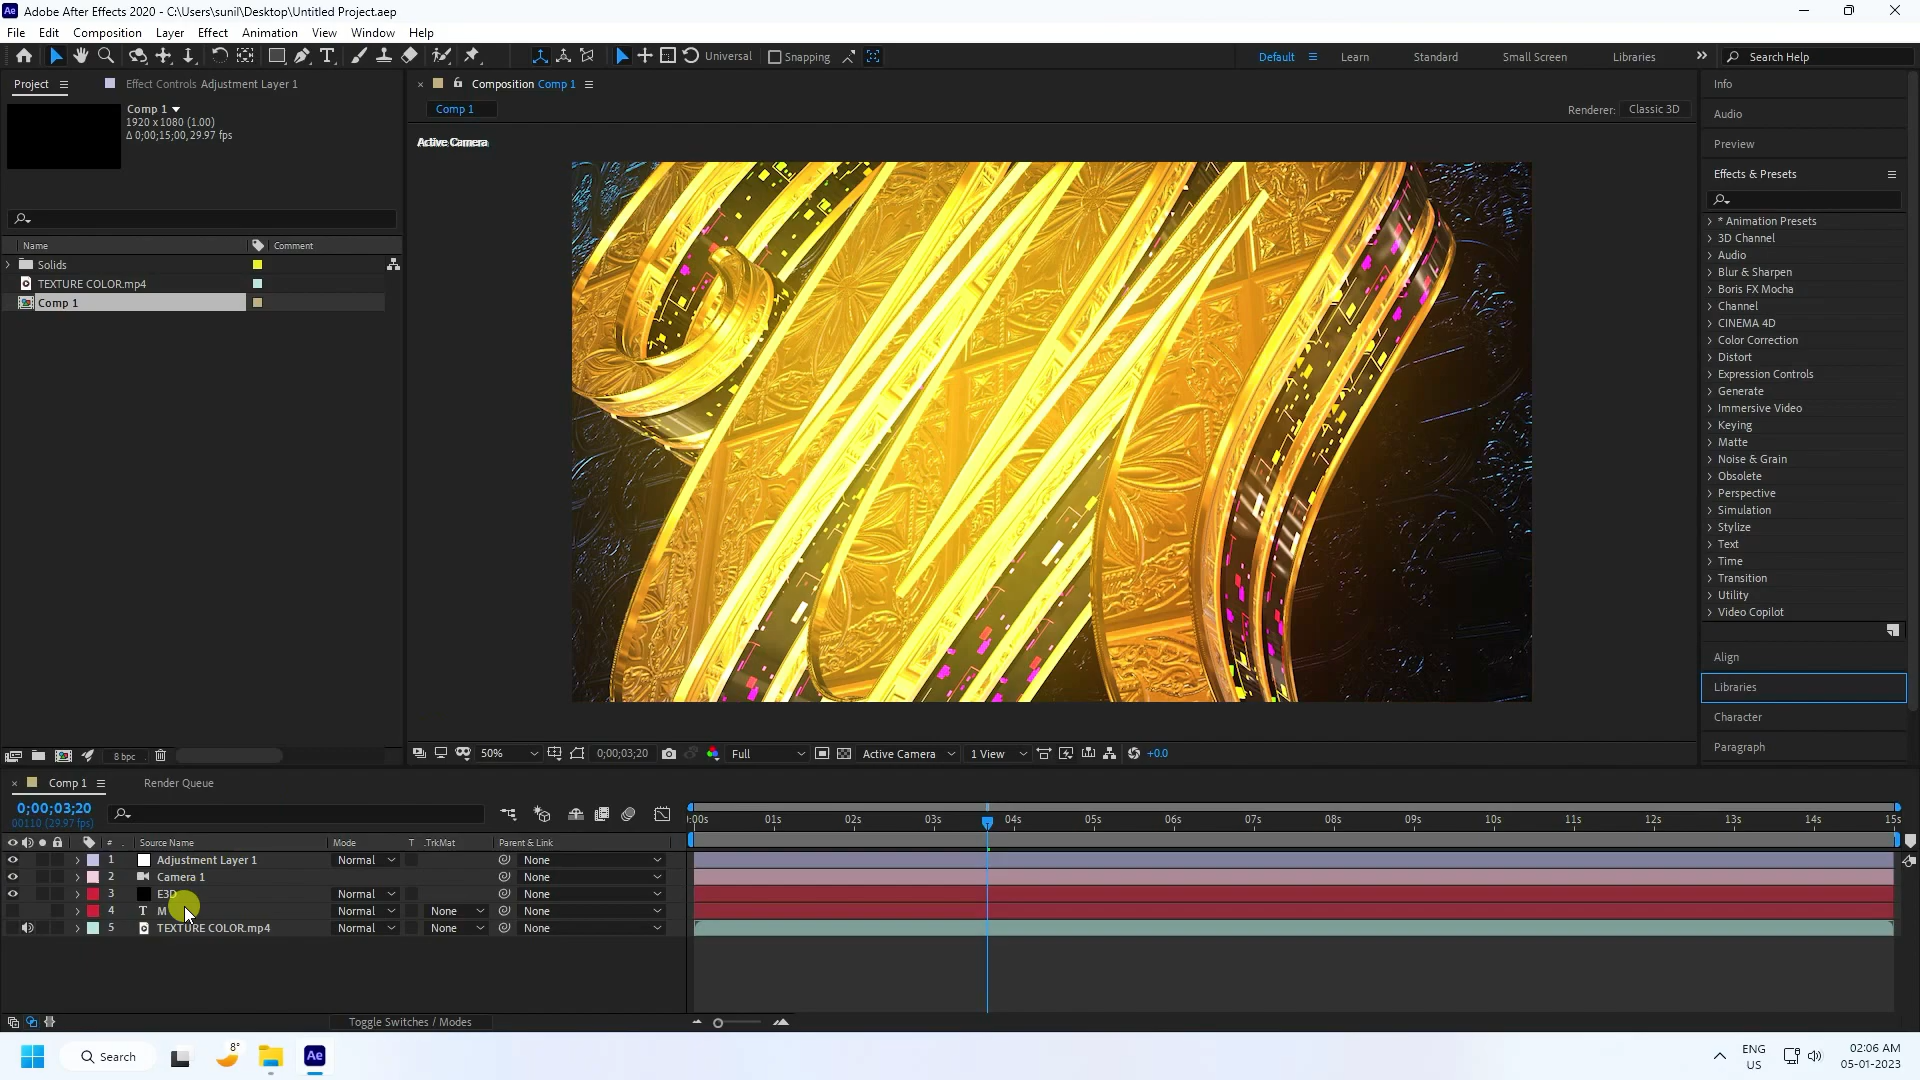 Adobe After Effects 2020 - C:\Users\sunil\Desktop\Untitled Project.aep
File Edit Composition Layer Effect Animation View Window Help
Universal Snapping Default Learn Standard Small Screen Libraries Search Help
Project Effect Controls Adjustment Layer 1
Comp 1
1920 x 1080 (1.00)
Δ 0;00;15;00, 29.97 fps
Name Comment
Solids
TEXTURE COLOR.mp4
Comp 1
8 bpc
Composition Comp 1
Comp 1
Renderer: Classic 3D
Active Camera
50% 0;00;03;20 Full Active Camera 1 View +0.0
Info
Audio
Preview
Effects & Presets
* Animation Presets
3D Channel
Audio
Blur & Sharpen
Boris FX Mocha
Channel
CINEMA 4D
Color Correction
Distort
Expression Controls
Generate
Immersive Video
Keying
Matte
Noise & Grain
Obsolete
Perspective
Simulation
Stylize
Text
Time
Transition
Utility
Video Copilot
Align
Libraries
Character
Paragraph
Comp 1 Render Queue
0;00;03;20
00110 (29.97 fps)
:00s 01s 02s 03s 04s 05s 06s 07s 08s 09s 10s 11s 12s 13s 14s 15s
# Source Name Mode T .TrkMat Parent & Link
1 Adjustment Layer 1 Normal None
2 Camera 1 None
3 E3D Normal None
4 T M Normal None None
5 TEXTURE COLOR.mp4 Normal None None
Toggle Switches / Modes
Search 8° Ae ENG US 02:06 AM 05-01-2023